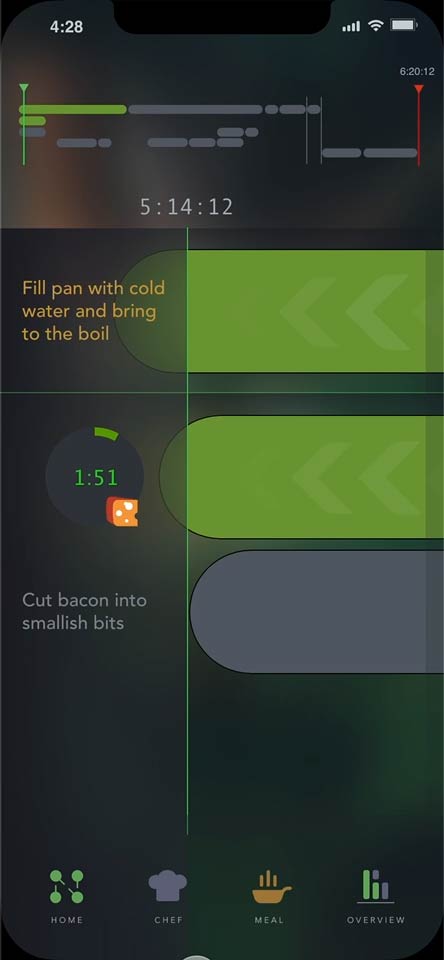 4:28
6:20:12
5:14:12
Fill pan with cold
water and bring
to the boil
1:51
Cut bacon into
smallish bits
HOME CHEF MEAL OVERVIEW